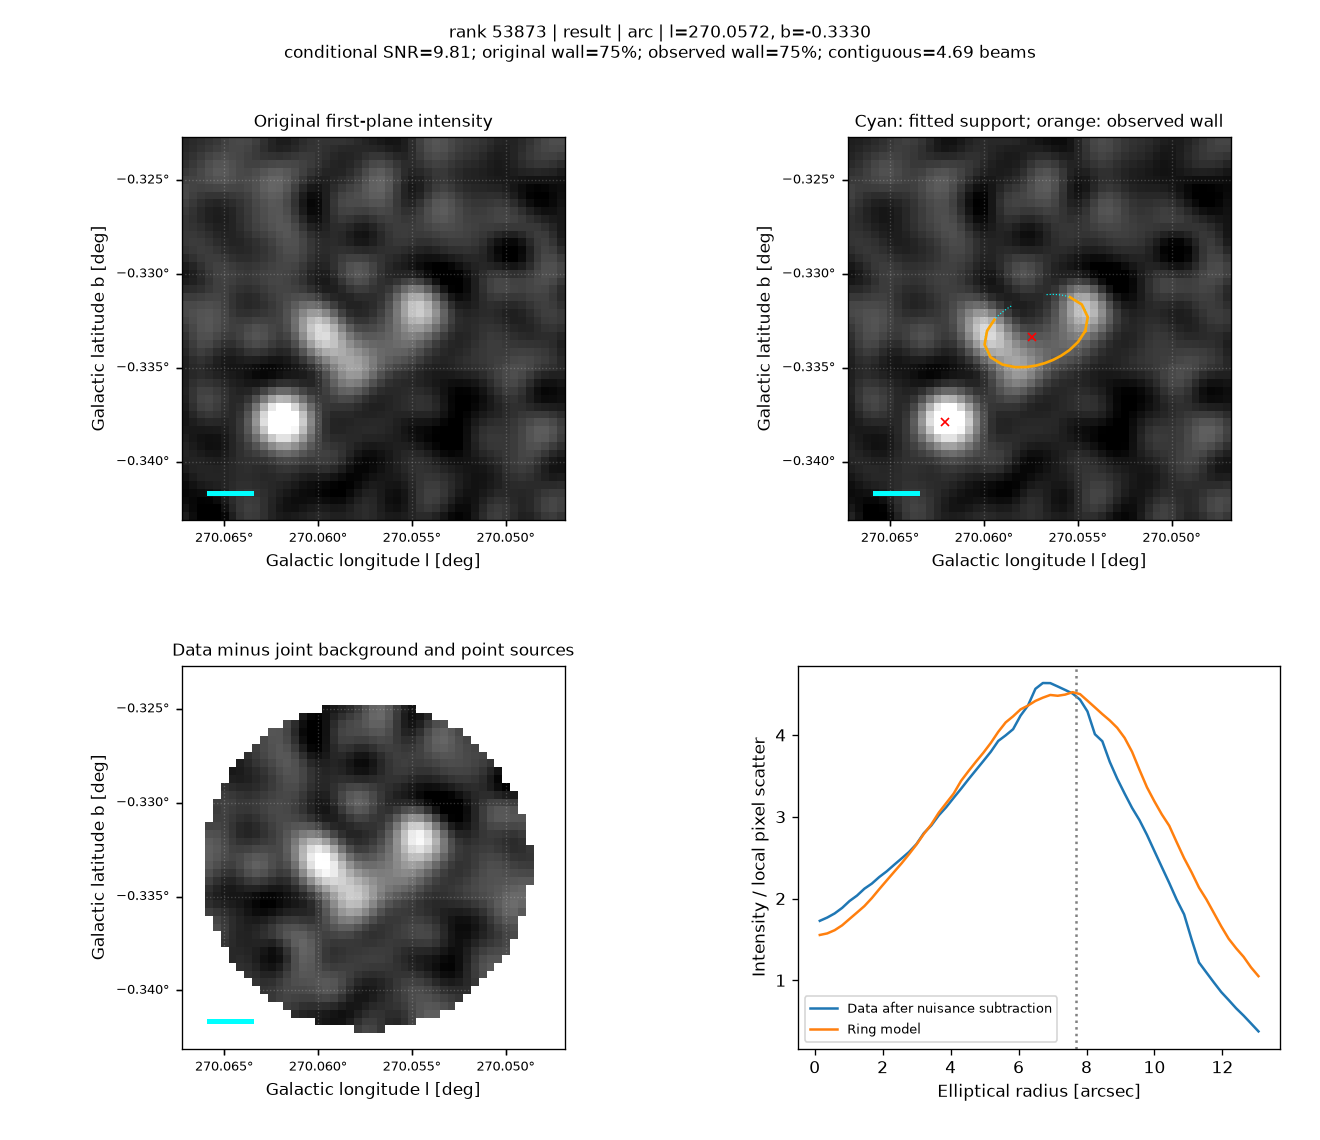 rank 53873 | result | arc | l=270.0572, b=-0.3330
conditional SNR=9.81; original wall=75%; observed wall=75%; contiguous=4.69 beams
Original first-plane intensity
Galactic latitude b [deg]
−0.325°
−0.330°
−0.335°
−0.340°
270.065°
270.060°
270.055°
270.050°
Galactic longitude l [deg]
Cyan: fitted support; orange: observed wall
Galactic latitude b [deg]
−0.325°
−0.330°
−0.335°
−0.340°
270.065°
270.060°
270.055°
270.050°
Galactic longitude l [deg]
Data minus joint background and point sources
Galactic latitude b [deg]
−0.325°
−0.330°
−0.335°
−0.340°
270.065°
270.060°
270.055°
270.050°
Galactic longitude l [deg]
Intensity / local pixel scatter
4
3
2
1
Data after nuisance subtraction
Ring model
0
2
4
6
8
10
12
Elliptical radius [arcsec]